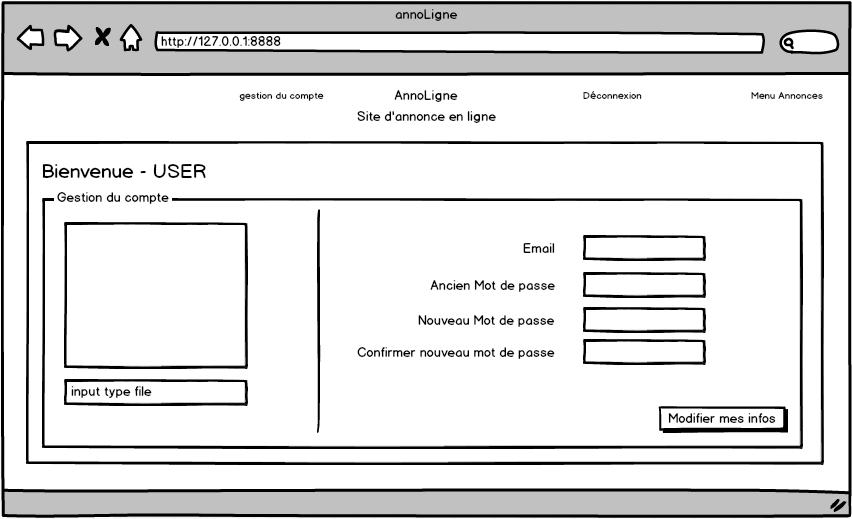 annoLigne
http://127.0.0.1:8888
gestion du compte
AnnoLigne
Déconnexion
Menu Annonces
Site d'annonce en ligne
Bienvenue - USER
Gestion du compte
Email
Ancien Mot de passe
Nouveau Mot de passe
Confirmer nouveau mot de passe
input type file
Modifier mes infos